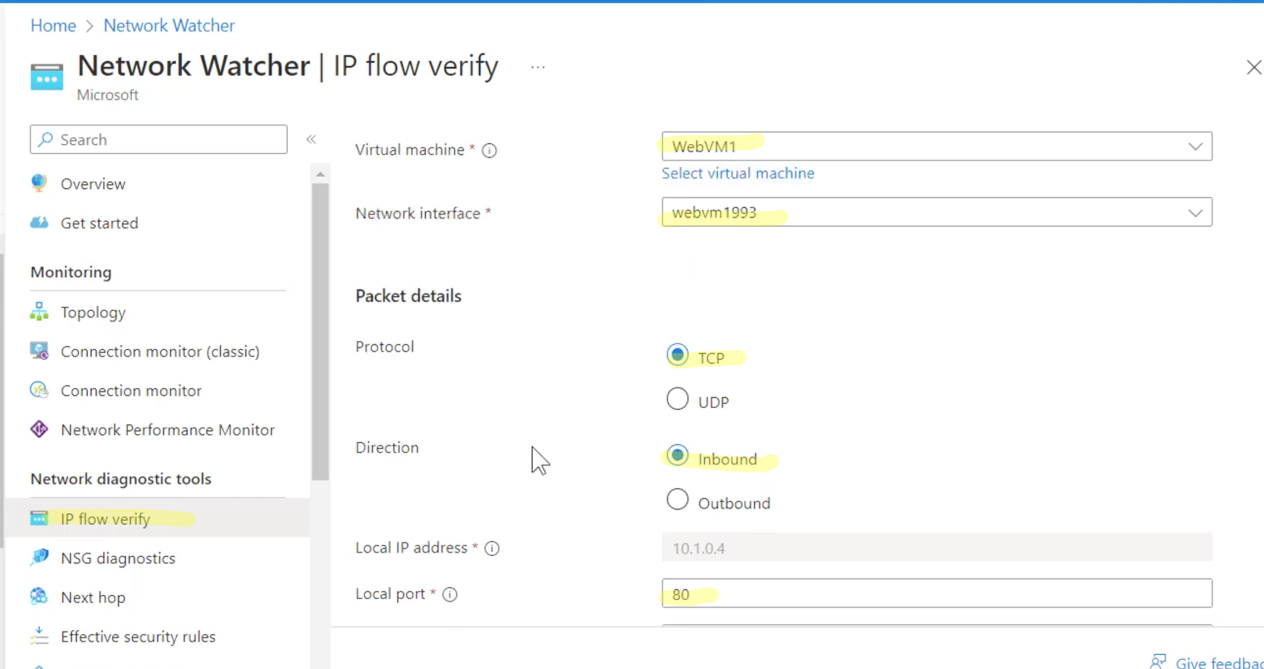 Home > Network Watcher
Network Watcher | IP flow verify ...
Microsoft
Search
«
Overview
Get started
Monitoring
Topology
Connection monitor (classic)
Connection monitor
Network Performance Monitor
Network diagnostic tools
IP flow verify
NSG diagnostics
Next hop
Effective security rules
Virtual machine *
WebVM1
Select virtual machine
Network interface *
webvm1993
Packet details
Protocol
TCP
UDP
Direction
Inbound
Outbound
Local IP address *
10.1.0.4
Local port *
80
Give feedbac